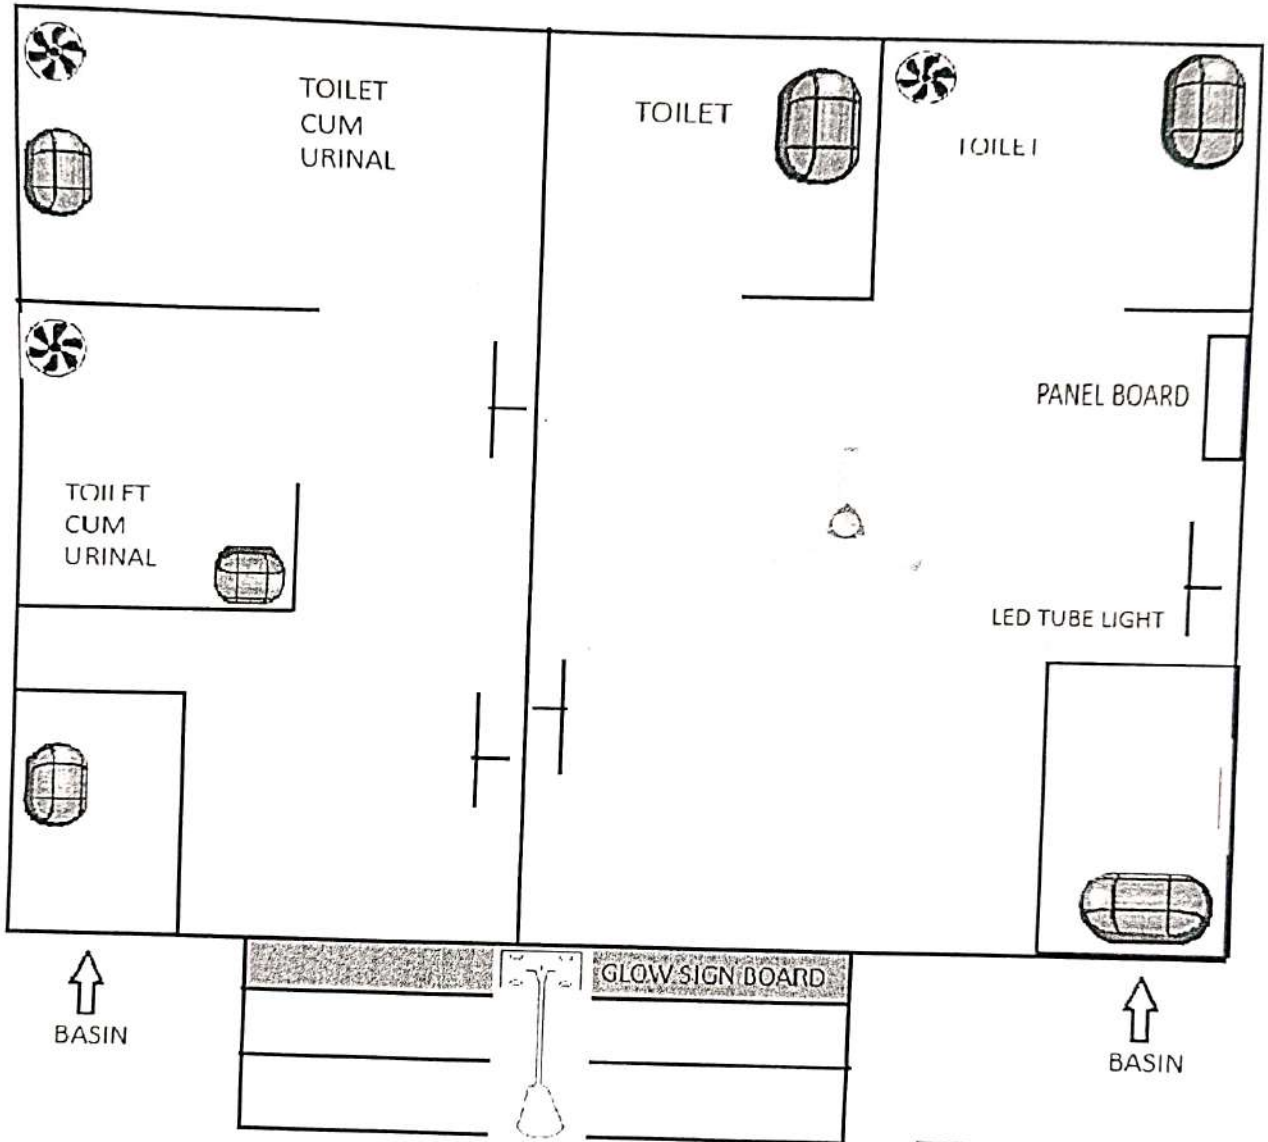 TOILET
CUM
URINAL
TOILET
TOILET
PANEL BOARD
TOILET
CUM
URINAL
LED TUBE LIGHT
GLOW SIGN BOARD
BASIN
BASIN